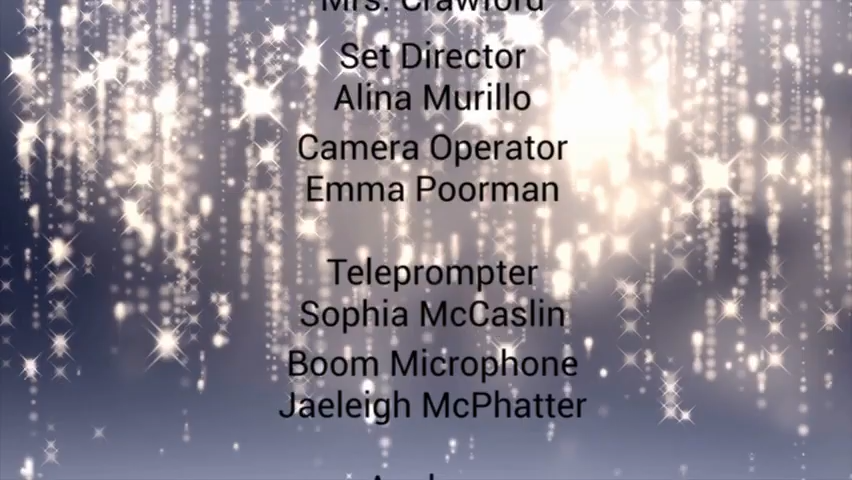 Mrs. Crawford
Set Director
Alina Murillo
Camera Operator
Emma Poorman
Teleprompter
Sophia McCaslin
Boom Microphone
Jaeleigh McPhatter